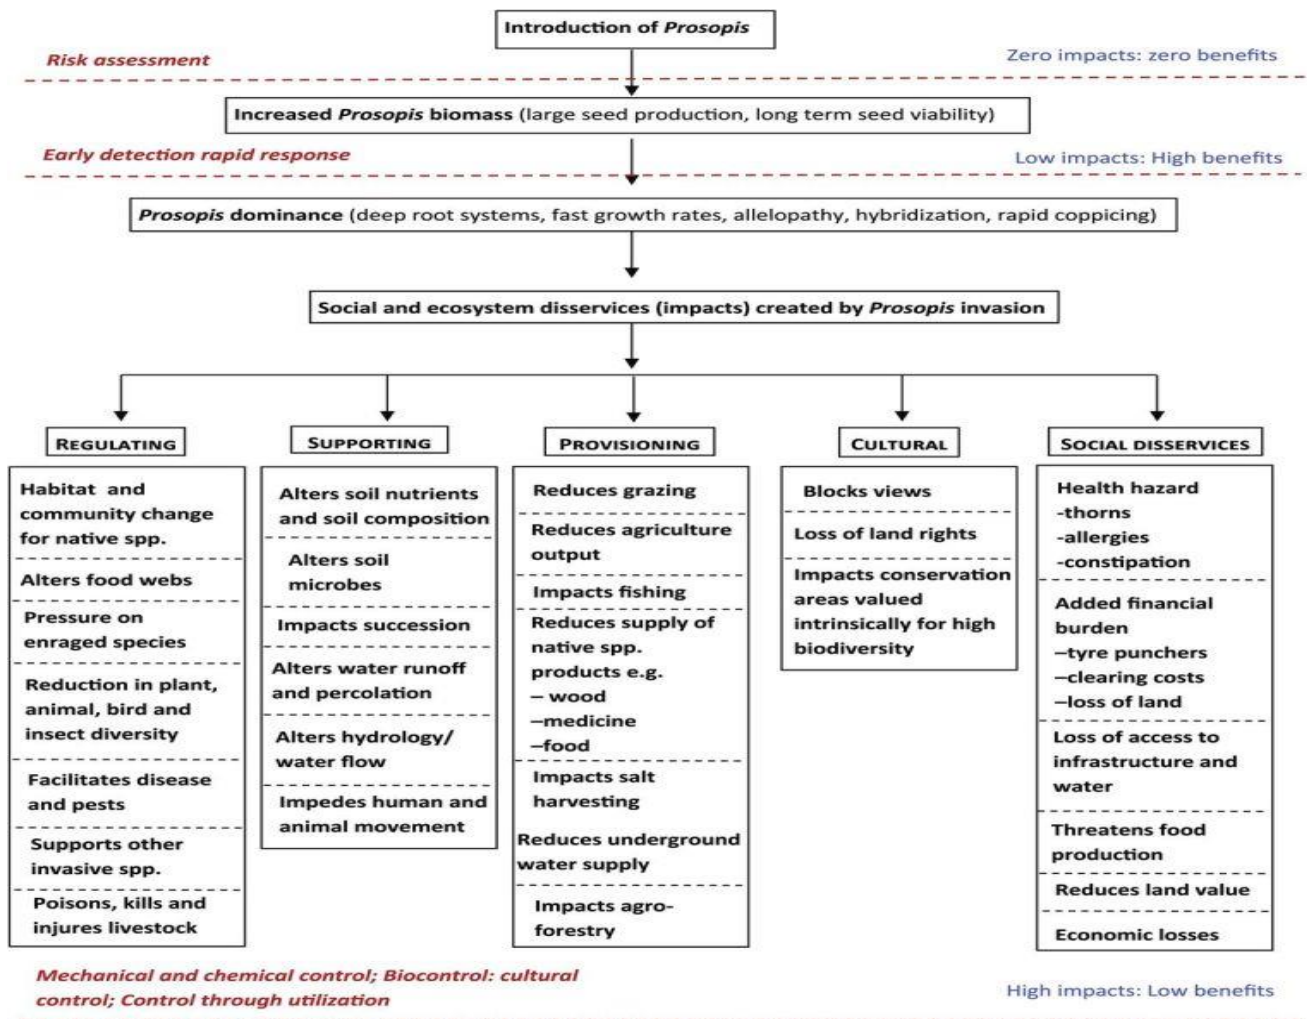 Introduction of Prosopis
Risk assessment
Zero impacts: zero benefits
Increased Prosopis biomass (large seed production, long term seed viability)
Early detection rapid response
Low impacts: High benefits
Prosopis dominance (deep root systems, fast growth rates, allelopathy, hybridization, rapid coppicing)
Social and ecosystem disservices (impacts) created by Prosopis invasion
REGULATING
Habitat and
community change
for native spp.
Alters food webs
Pressure on
enraged species
Reduction in plant,
animal, bird and
insect diversity
Facilitates disease
and pests
Supports other
invasive spp.
Poisons, kills and
injures livestock
SUPPORTING
Alters soil nutrients
and soil composition
Alters soil
microbes
Impacts succession
Alters water runoff
and percolation
Alters hydrology/
water flow
Impedes human and
animal movement
PROVISIONING
Reduces grazing
Reduces agriculture
output
Impacts fishing
Reduces supply of
native spp.
products e.g.
– wood
–medicine
–food
Impacts salt
harvesting
Reduces underground
water supply
Impacts agro-
forestry
CULTURAL
Blocks views
Loss of land rights
Impacts conservation
areas valued
intrinsically for high
biodiversity
SOCIAL DISSERVICES
Health hazard
-thorns
-allergies
-constipation
Added financial
burden
–tyre punchers
–clearing costs
–loss of land
Loss of access to
infrastructure and
water
Threatens food
production
Reduces land value
Economic losses
Mechanical and chemical control; Biocontrol: cultural
control; Control through utilization
High impacts: Low benefits